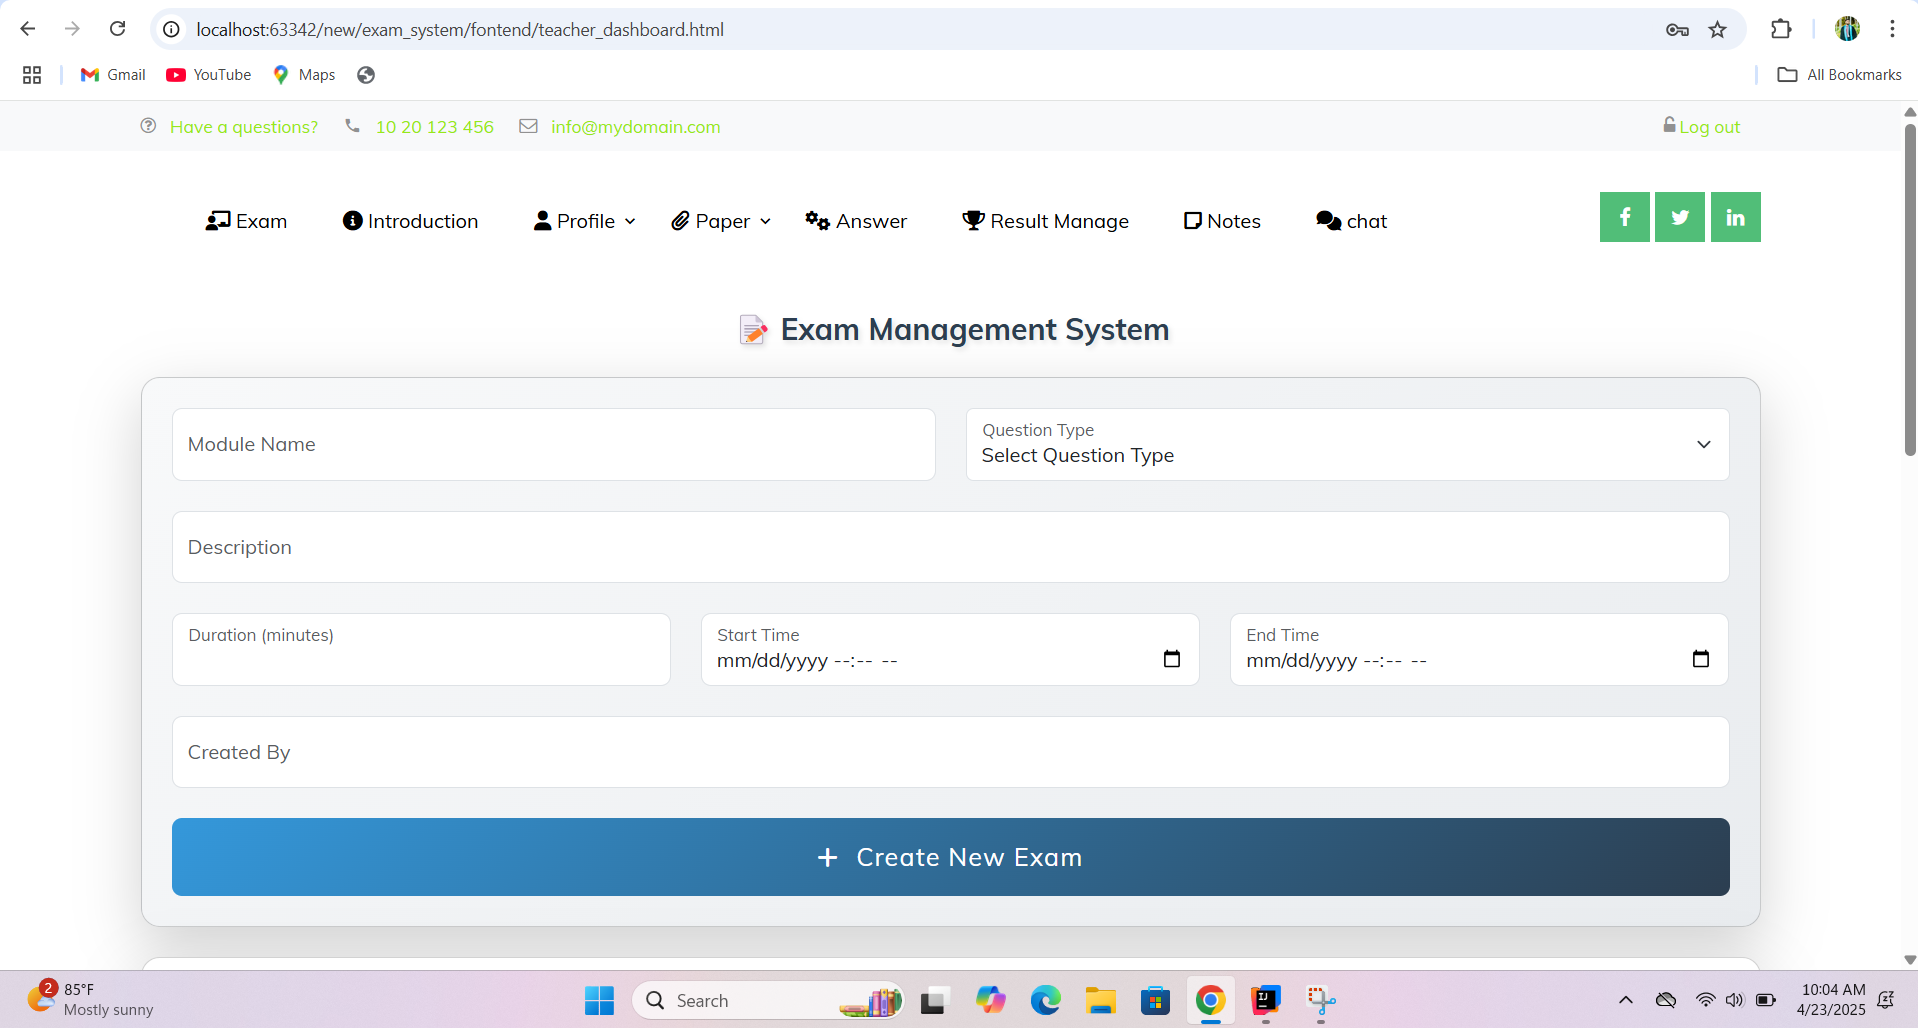 localhost:63342/new/exam_system/fontend/teacher_dashboard.html
Gmail YouTube Maps All Bookmarks
Have a questions? 10 20 123 456 info@mydomain.com Log out
Exam Introduction Profile Paper Answer Result Manage Notes chat
Exam Management System
Module Name
Question Type
Select Question Type
Description
Duration (minutes)
Start Time
mm/dd/yyyy --:-- --
End Time
mm/dd/yyyy --:-- --
Created By
+ Create New Exam
2
85°F
Mostly sunny
Search
10:04 AM
4/23/2025